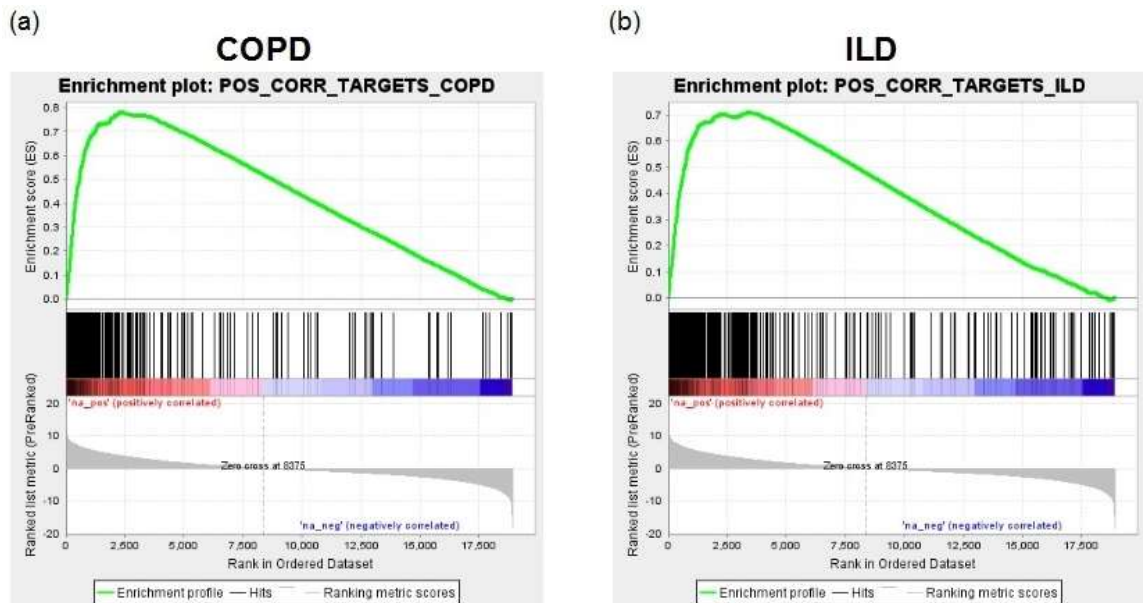 (a)
COPD
Enrichment plot: POS_CORR_TARGETS_COPD
Enrichment score (ES)
0.8
0.7
0.6
0.5
0.4
0.3
0.2
0.1
0.0
'na_pos' (positively correlated)
Ranked list metric (PreRanked)
20
10
0
-10
-20
Zero cross at 8375
'na_neg' (negatively correlated)
0 2,500 5,000 7,500 10,000 12,500 15,000 17,500
Rank in Ordered Dataset
Enrichment profile Hits Ranking metric scores
(b)
ILD
Enrichment plot: POS_CORR_TARGETS_ILD
Enrichment score (ES)
0.7
0.6
0.5
0.4
0.3
0.2
0.1
0.0
'na_pos' (positively correlated)
Ranked list metric (PreRanked)
20
10
0
-10
-20
Zero cross at 8375
'na_neg' (negatively correlated)
0 2,500 5,000 7,500 10,000 12,500 15,000 17,500
Rank in Ordered Dataset
Enrichment profile Hits Ranking metric scores